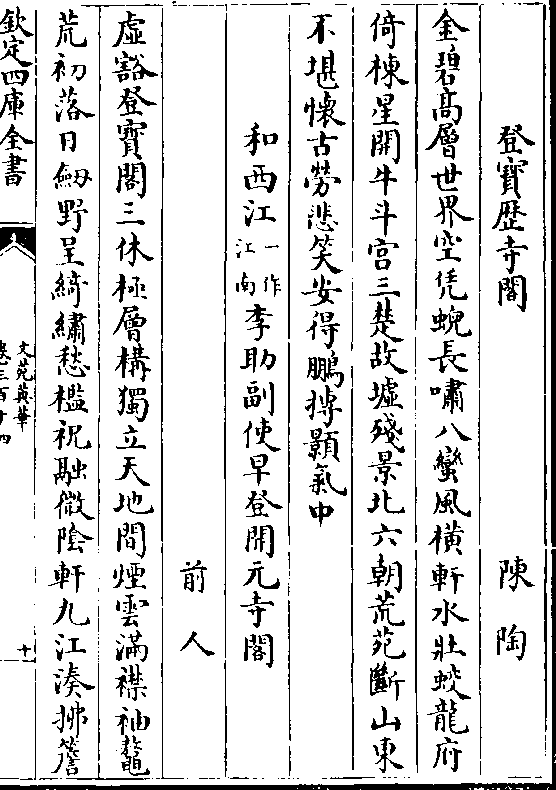 登寶歴寺閣　陳陶
金碧高層世界空凭蜺長嘯八蠻風横軒水壯蛟龍府
倚棟星開牛斗宫三楚故墟殘景北六朝荒苑斷山東
不堪懐古勞悲笑安得鵬摶顥氣中
和西江一作江南李助副使早登開元寺閣
前人
虚豁登寶閣三休極層構獨立天地間煙雲滿襟袖鼇
荒初落日劒野呈綺繡愁檻祝融微陰軒九江湊拂簷
欽定四庫全書
文苑英華
卷三百十四
十